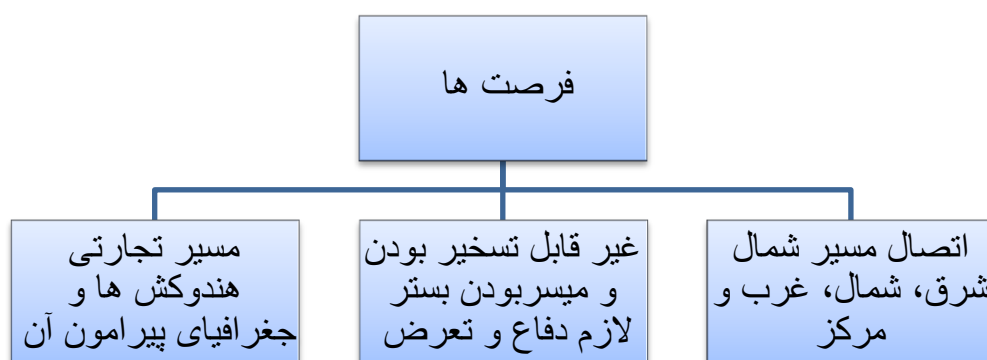 فرصت ها
اتصال مسیر شمال
شرق، شمال، غرب و
مرکز
غیر قابل تسخیر بودن
و میسربودن بستر
لازم دفاع و تعرض
مسیر تجارتی
هندوکش ها و
جغرافیای پیرامون آن